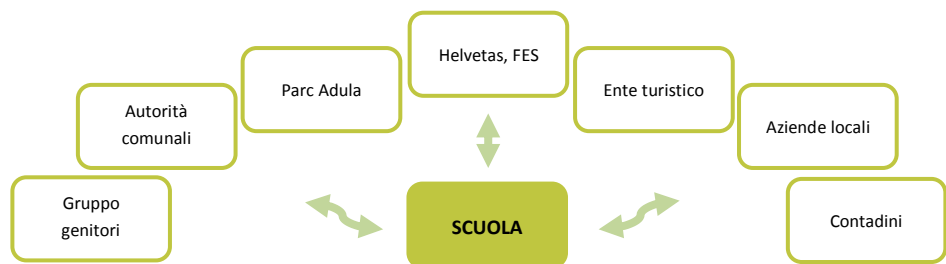 Helvetas, FES
Parc Adula
Ente turistico
Autorità
comunali
Aziende locali
Gruppo
genitori
SCUOLA
Contadini